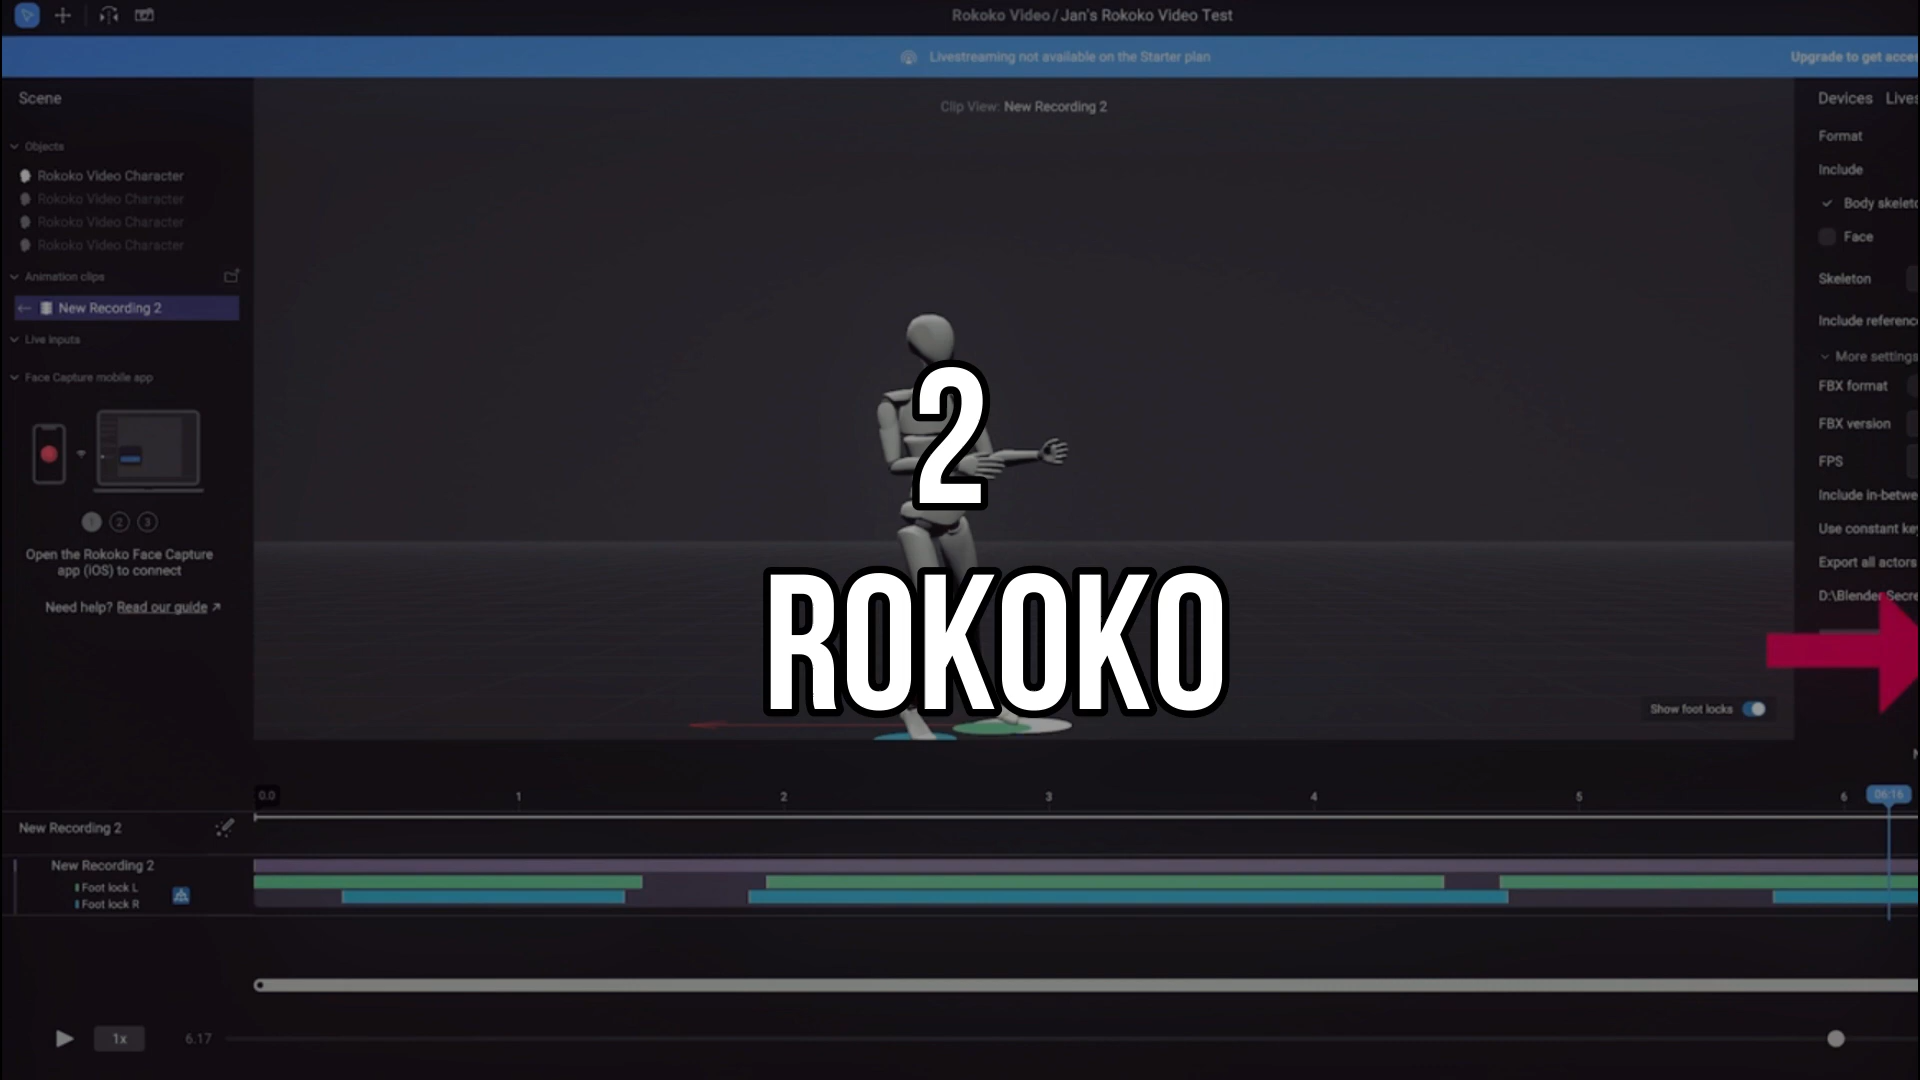 Rokoko Video / Jan's Rokoko Video Test
Livestreaming not available on the Starter plan
Upgrade to get acces
Scene
Objects
Rokoko Video Character
Rokoko Video Character
Rokoko Video Character
Rokoko Video Character
Animation clips
New Recording 2
Live inputs
Face Capture mobile app
1 2 3
Open the Rokoko Face Capture
app (iOS) to connect
Need help? Read our guide ↗
Clip View: New Recording 2
2
ROKOKO
Show foot locks
Devices Lives
Format
Include
Body skeleto
Face
Skeleton
Include referenc
More settings
FBX format
FBX version
FPS
Include in-betwe
Use constant key
Export all actors
D:\Blender Secre
0.0 1 2 3 4 5 6 06:16
New Recording 2
New Recording 2
Foot lock L
Foot lock R
1x 6.17